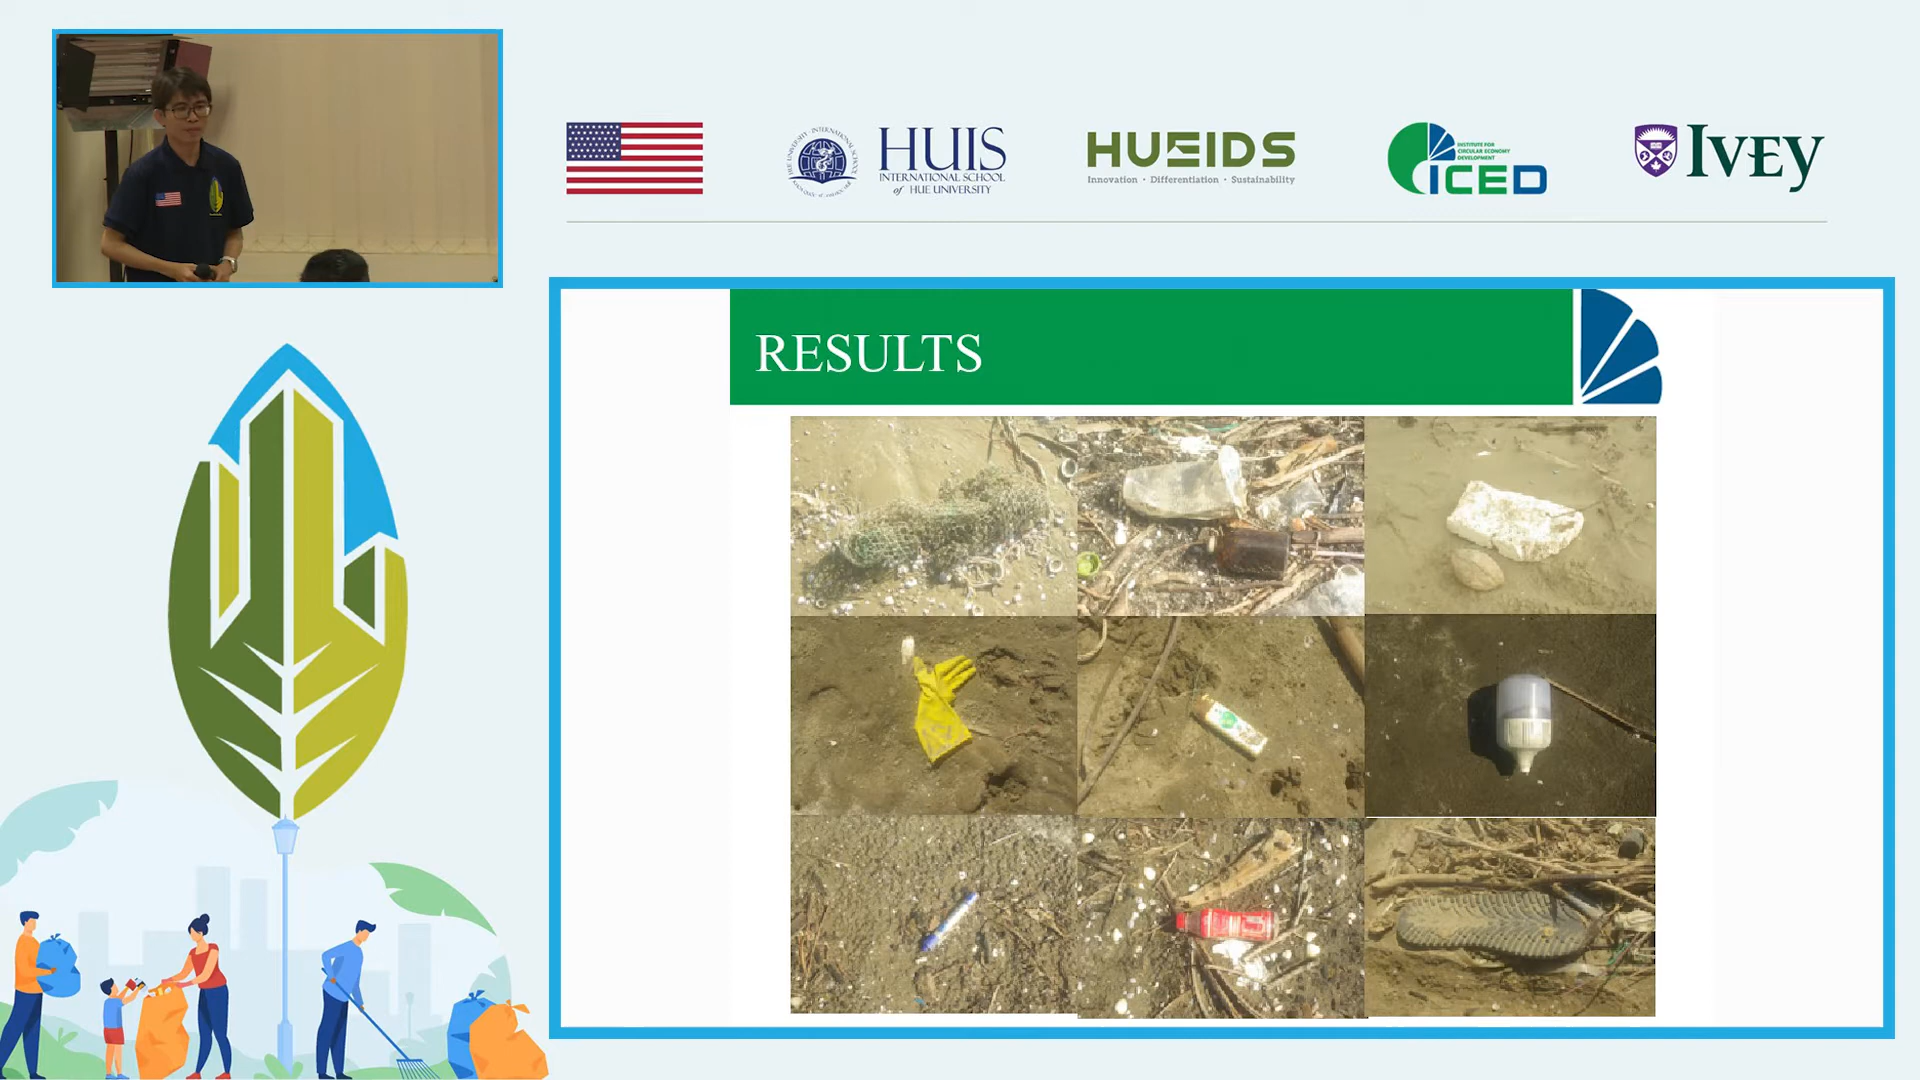 HUIS
INTERNATIONAL SCHOOL
of HUE UNIVERSITY
HUEIDS
Innovation • Differentiation • Sustainability
INSTITUTE FOR
CIRCULAR ECONOMY
DEVELOPMENT
ICED
IVEY
RESULTS